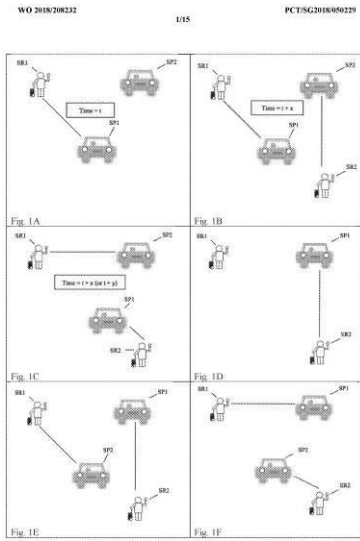 WO 2018/208232
PCT/SG2018/050229
1/15
SR1
SP2
Time = t
SP1
Fig. 1A
SR1
SP2
Time = t + x
SP1
SR2
Fig. 1B
SR1
SP2
Time = t + x (or t + y)
SP1
SR2
Fig. 1C
SR1
SP1
SR2
Fig. 1D
SR1
SP1
SP2
SR2
Fig. 1E
SR1
SP1
SP2
SR2
Fig. 1F